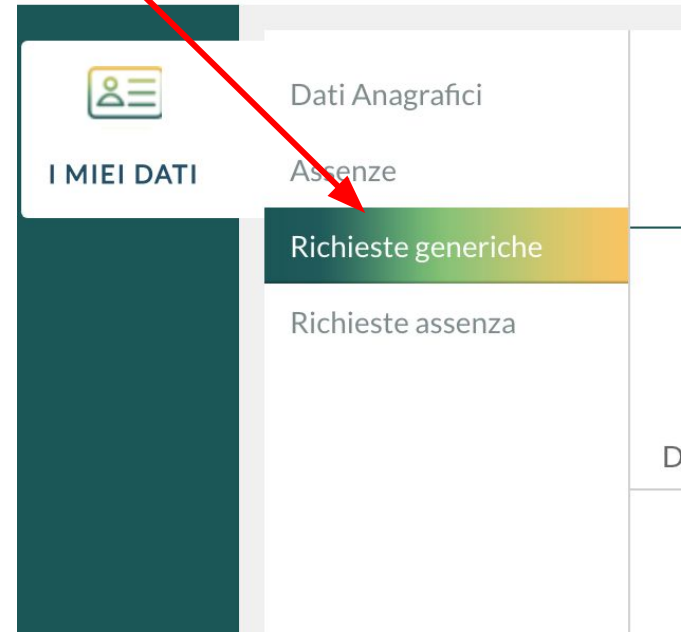 I MIEI DATI
Dati Anagrafici
Assenze
Richieste generiche
Richieste assenza
D